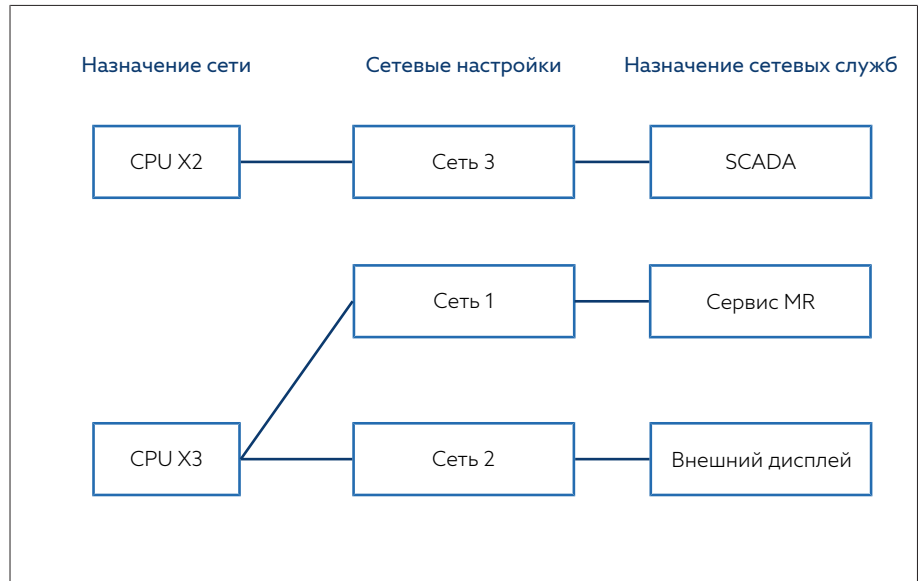 Назначение сети
Сетевые настройки
Назначение сетевых служб
CPU X2
Сеть 3
SCADA
Сеть 1
Сервис MR
CPU X3
Сеть 2
Внешний дисплей